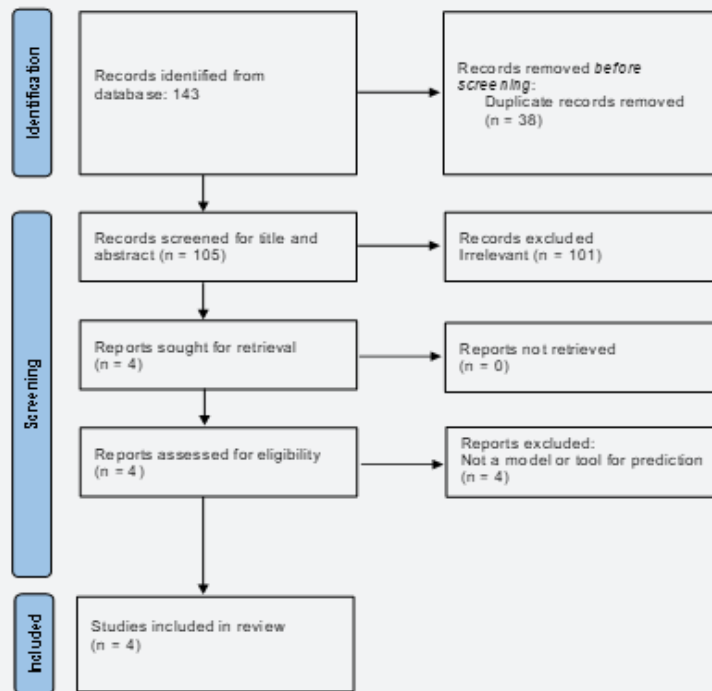 Identification
Records identified from
database: 143
Records removed before
screening:
Duplicate records removed
(n = 38)
Screening
Records screened for title and
abstract (n = 105)
Records excluded
Irrelevant (n = 101)
Reports sought for retrieval
(n = 4)
Reports not retrieved
(n = 0)
Reports assessed for eligibility
(n = 4)
Reports excluded:
Not a model or tool for prediction
(n = 4)
Included
Studies included in review
(n = 4)